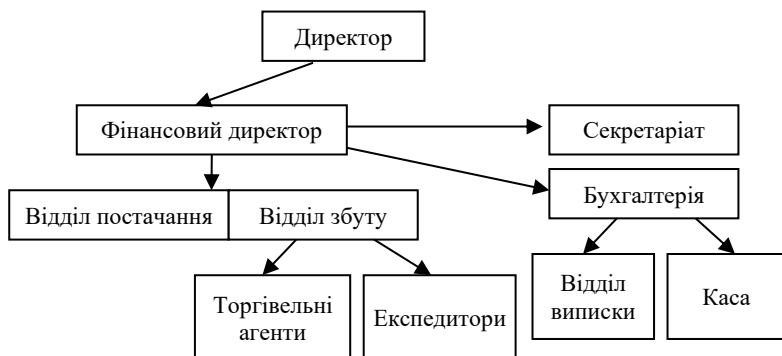 Директор
Фінансовий директор
Секретаріат
Бухгалтерія
Відділ постачання
Відділ збуту
Торгівельні
агенти
Експедитори
Відділ
виписки
Каса